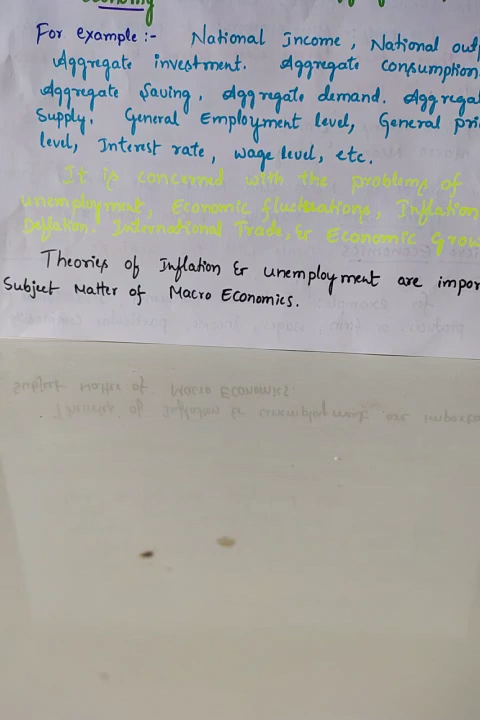 For example :- National Income, National out
Aggregate investment. Aggregate consumption
Aggregate Saving, Aggregate demand. Aggrega
Supply. General Employment level, General pri
level, Interest rate, wage level, etc.
It is concerned with the problems of
unemployment, Economic fluctuations, Inflation
Deflation. International Trade, & Economic Grow
Theories of Inflation & unemployment are impor
Subject Matter of Macro Economics.